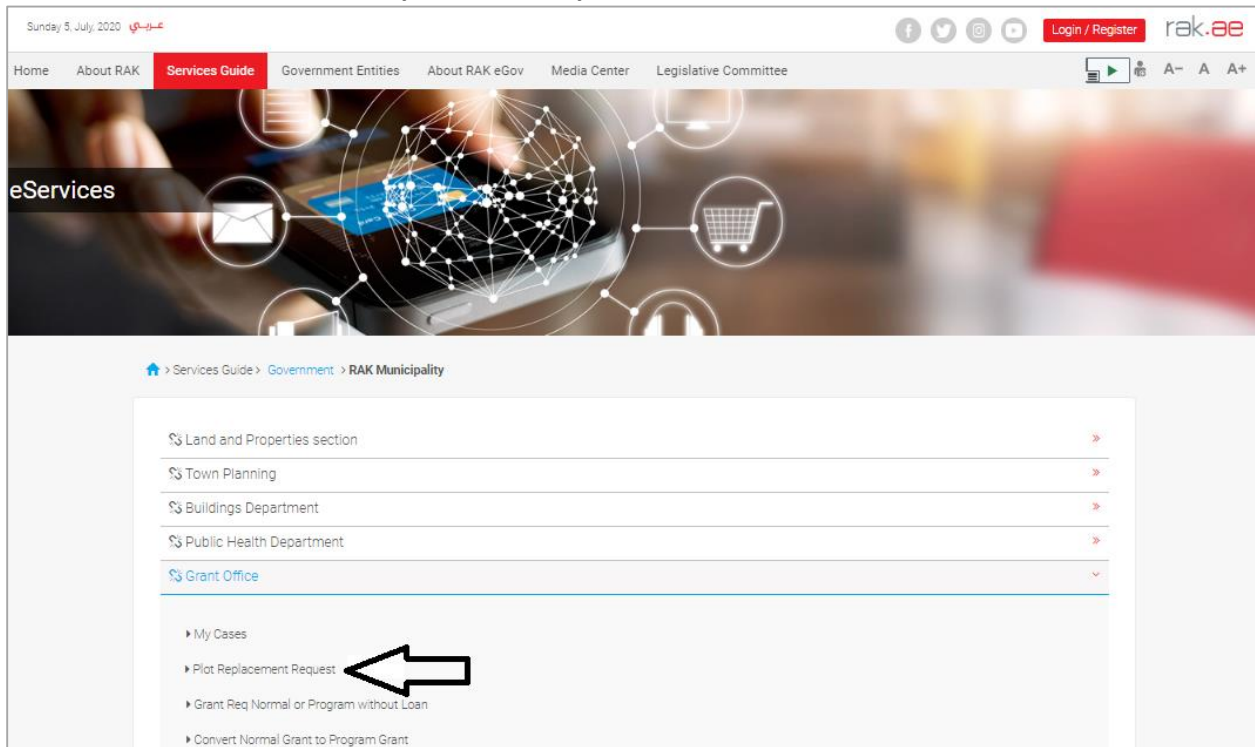 Sunday 5, July, 2020 عــربــي
Login / Register
rak.ae
Home About RAK Services Guide Government Entities About RAK eGov Media Center Legislative Committee A- A A+
eServices
> Services Guide > Government > RAK Municipality
Land and Properties section »
Town Planning »
Buildings Department »
Public Health Department »
Grant Office
My Cases
Plot Replacement Request
Grant Req Normal or Program without Loan
Convert Normal Grant to Program Grant